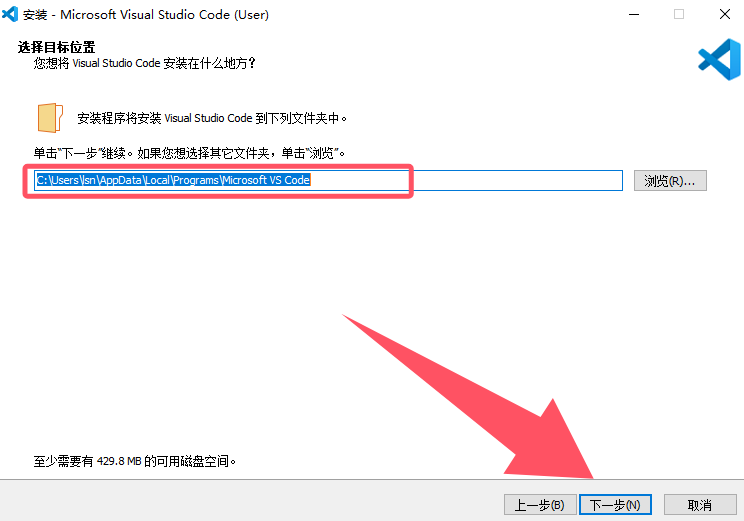 安装 - Microsoft Visual Studio Code (User)
选择目标位置
您想将 Visual Studio Code 安装在什么地方？
安装程序将安装 Visual Studio Code 到下列文件夹中。
单击“下一步”继续。如果您想选择其它文件夹，单击“浏览”。
C:\Users\lsn\AppData\Local\Programs\Microsoft VS Code
浏览(R)...
至少需要有 429.8 MB 的可用磁盘空间。
上一步(B)
下一步(N)
取消